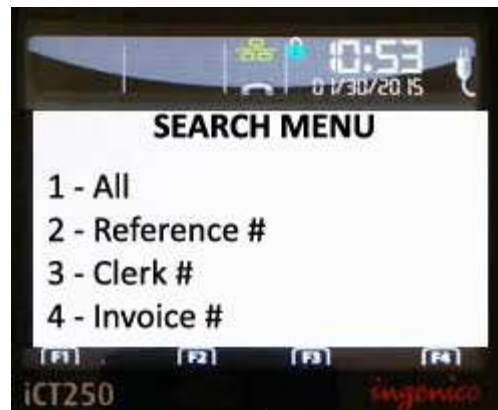 10:53
01/30/2015
SEARCH MENU
1 - All
2 - Reference #
3 - Clerk #
4 - Invoice #
F1 F2 F3 F4
iCT250 ingenico